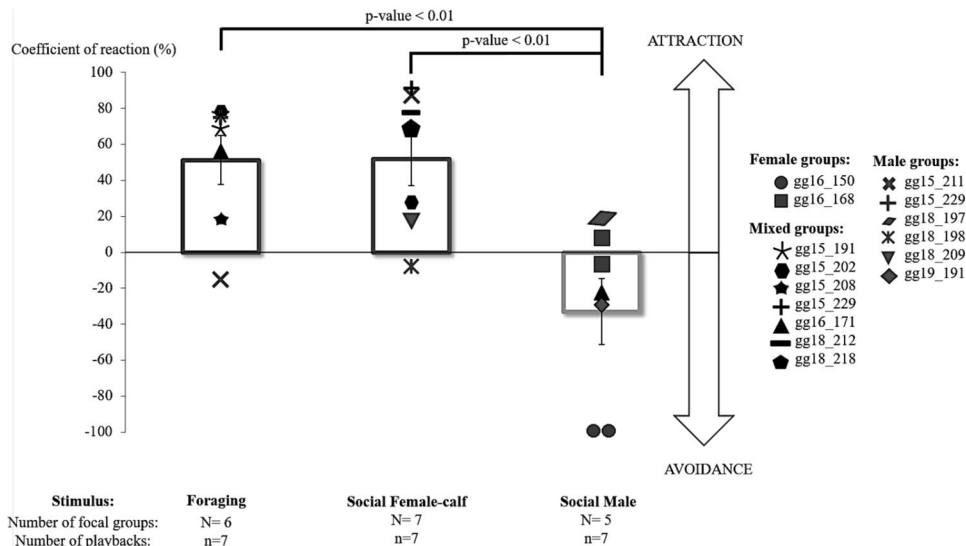 p-value < 0.01
p-value < 0.01
Coefficient of reaction (%)
ATTRACTION
100
80
60
40
20
0
-20
-40
-60
-80
-100
Female groups:
gg16_150
gg16_168
Mixed groups:
gg15_191
gg15_202
gg15_208
gg15_229
gg16_171
gg18_212
gg18_218
Male groups:
gg15_211
gg15_229
gg18_197
gg18_198
gg18_209
gg19_191
AVOIDANCE
Stimulus: Foraging Social Female-calf Social Male
Number of focal groups: N= 6 N= 7 N= 5
Number of playbacks: n=7 n=7 n=7